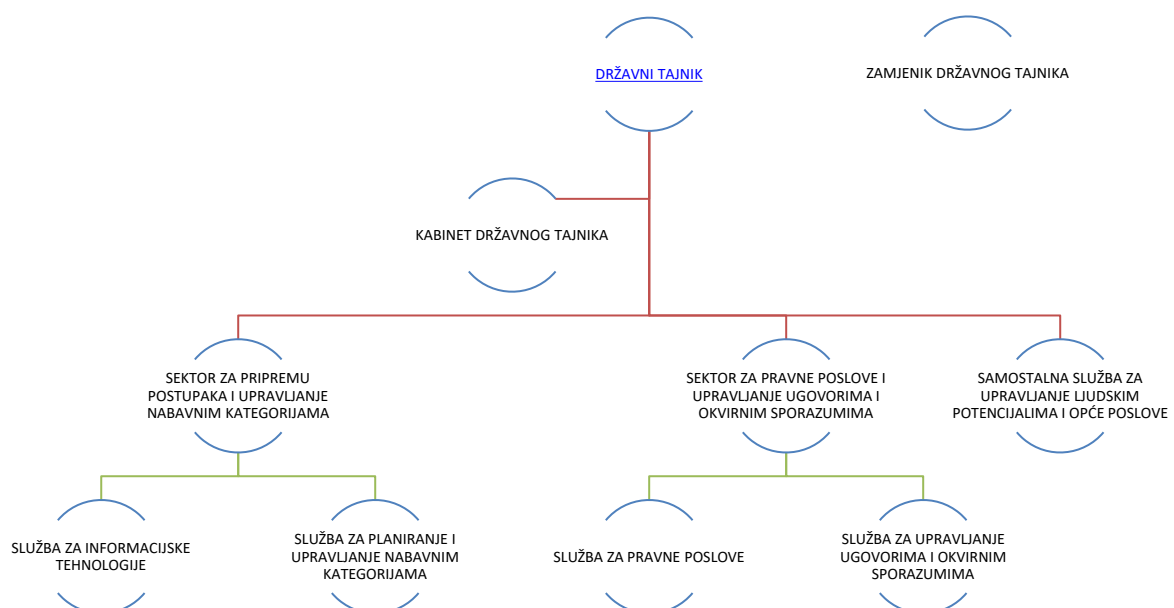 DRŽAVNI TAJNIK
ZAMJENIK DRŽAVNOG TAJNIKA
KABINET DRŽAVNOG TAJNIKA
SEKTOR ZA PRIPREMU
POSTUPAKA I UPRAVLJANJE
NABAVNIM KATEGORIJAMA
SEKTOR ZA PRAVNE POSLOVE I
UPRAVLJANJE UGOVORIMA I
OKVIRNIM SPORAZUMIMA
SAMOSTALNA SLUŽBA ZA
UPRAVLJANJE LJUDSKIM
POTENCIJALIMA I OPĆE POSLOVE
SLUŽBA ZA INFORMACIJSKE
TEHNOLOGIJE
SLUŽBA ZA PLANIRANJE I
UPRAVLJANJE NABAVNIM
KATEGORIJAMA
SLUŽBA ZA PRAVNE POSLOVE
SLUŽBA ZA UPRAVLJANJE
UGOVORIMA I OKVIRNIM
SPORAZUMIMA